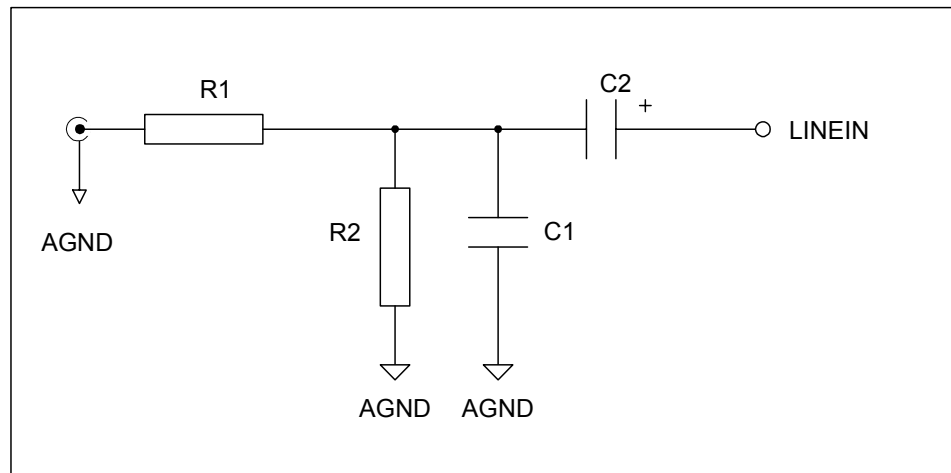 R1
C2
+
LINEIN
AGND
R2
C1
AGND
AGND